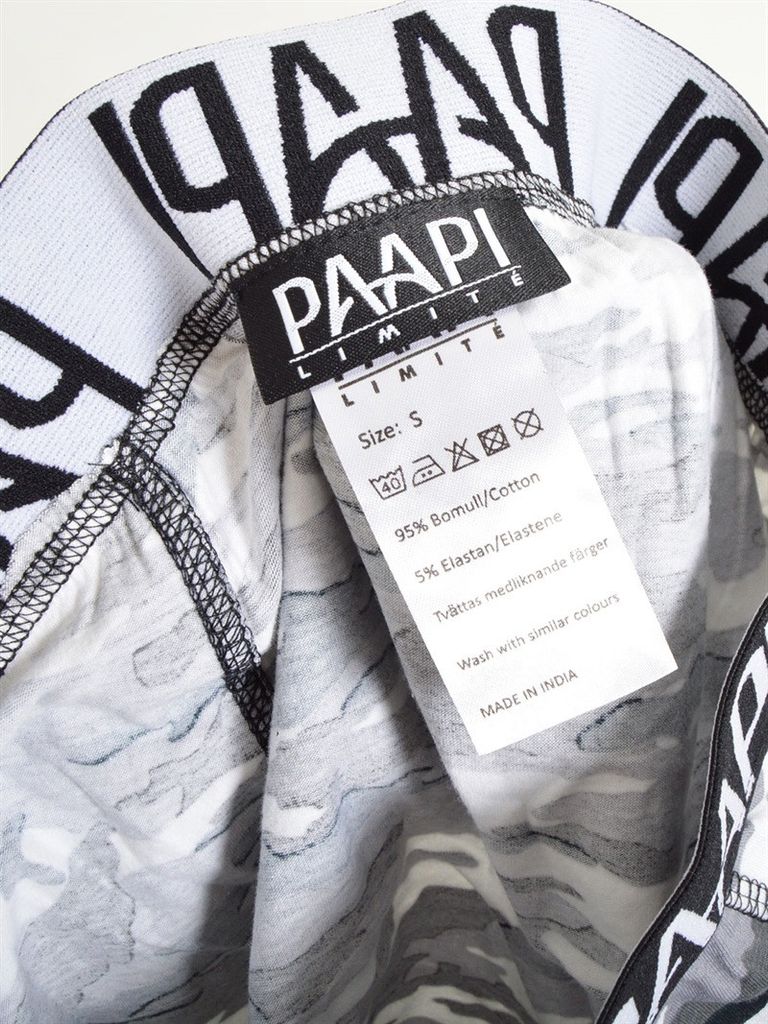 PAAPI
PAAPI
LIMITÉ
LIMITÉ
Size: S
40
95% Bomull/Cotton
5% Elastan/Elastene
Tvättas medliknande färger
Wash with similar colours
MADE IN INDIA
PAAPI